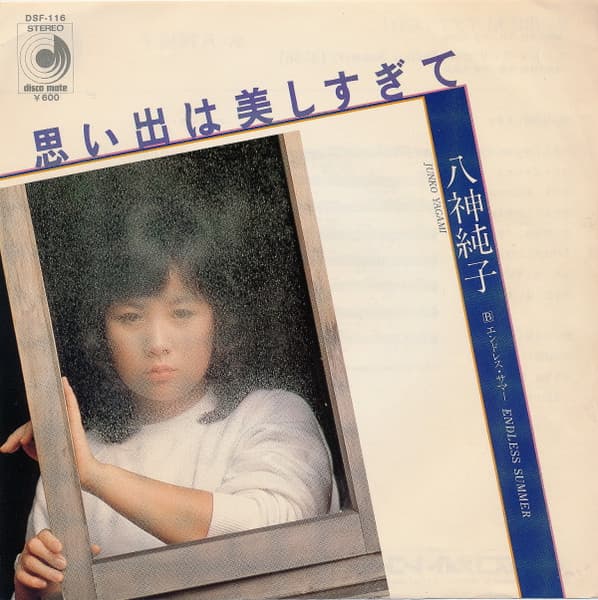 DSF-116
STEREO
disco mate
¥600
思い出は美しすぎて
八神純子
JUNKO YAGAMI
B エンドレス・サマー ENDLESS SUMMER